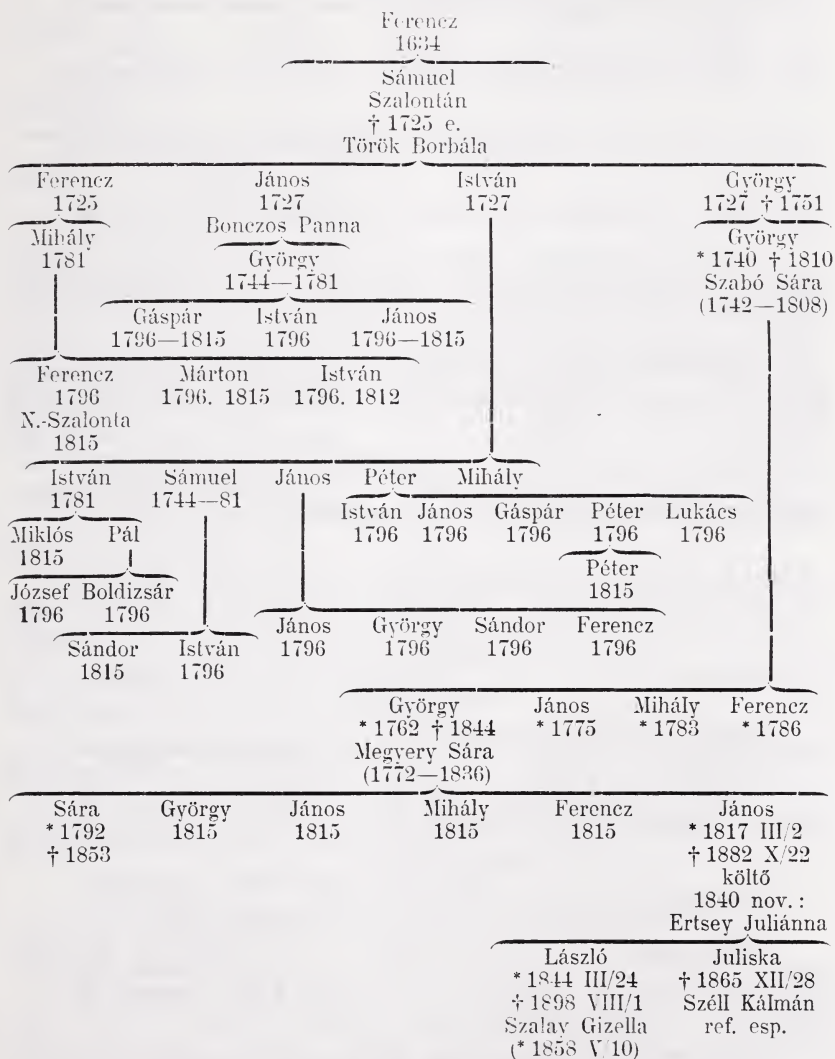 Ferencz
1634
Sámuel
Szalontán
† 1725 e.
Török Borbála
Ferencz János István György
1725 1727 1727 1727 † 1751
Mihály Bonczos Panna György
1781 György * 1740 † 1810
1744—1781 Szabó Sára
(1742—1808)
Gáspár István János
1796—1815 1796 1796—1815
Ferencz Márton István
1796 1796. 1815 1796. 1812
N.-Szalonta
1815
István Sámuel János Péter Mihály
1781 1744—81
István János Gáspár Péter Lukács
1796 1796 1796 1796 1796
Miklós Pál
1815
Péter
1815
József Boldizsár
1796 1796
János György Sándor Ferencz
1796 1796 1796 1796
Sándor István
1815 1796
György János Mihály Ferencz
* 1762 † 1844 * 1775 * 1783 * 1786
Megyery Sára
(1772—1836)
Sára György János Mihály Ferencz János
* 1792 1815 1815 1815 1815 * 1817 III/2
† 1853 † 1882 X/22
költő
1840 nov.:
Ertsey Juliánna
László Juliska
* 1844 III/24 † 1865 XII/28
† 1898 VIII/1 Széll Kálmán
Szalay Gizella ref. esp.
(* 1858 V/10)